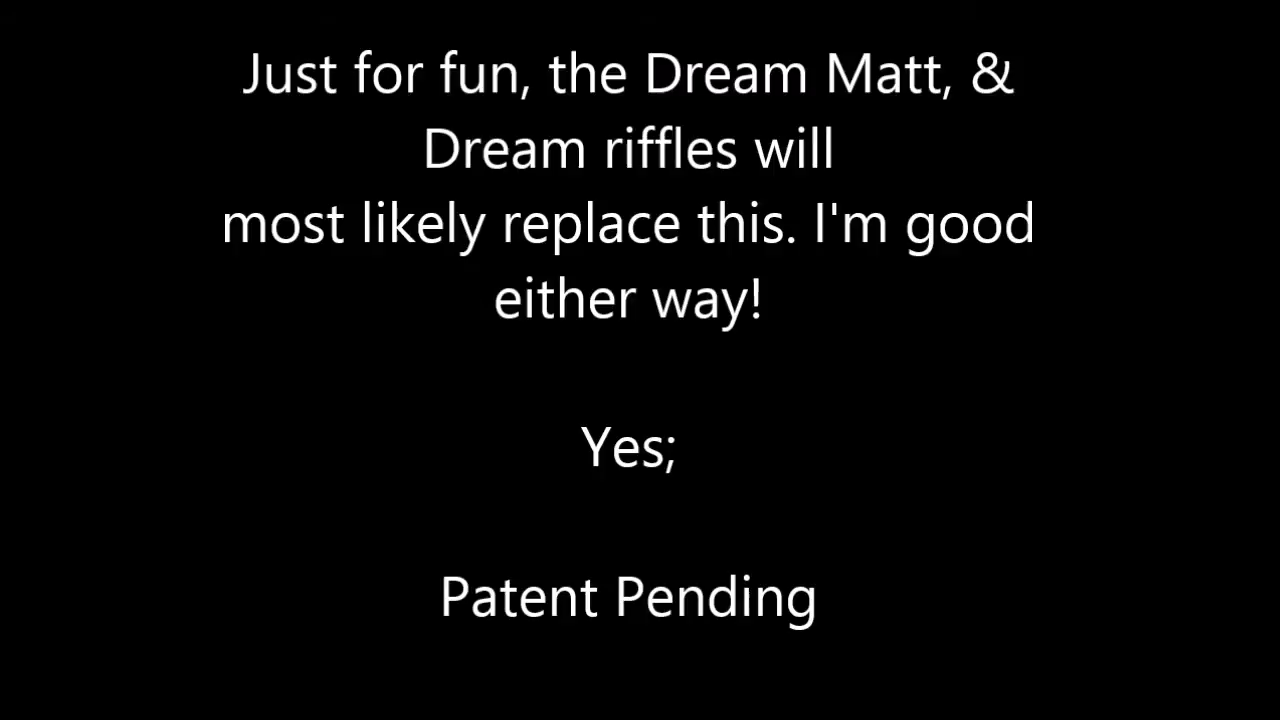 Just for fun, the Dream Matt, &
Dream riffles will
most likely replace this. I'm good
either way!
Yes;
Patent Pending